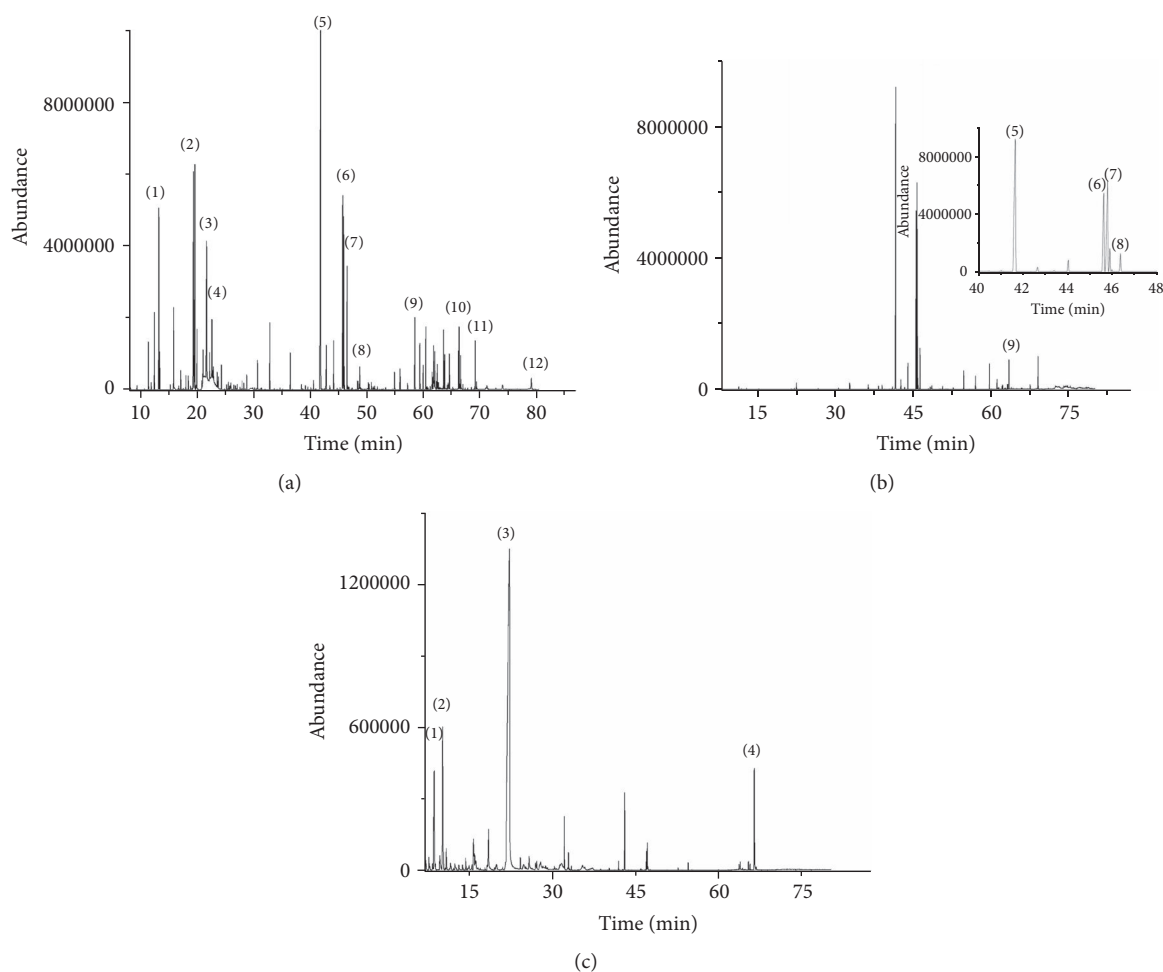 (5)
8000000
(2)
(1)
(6)
(3)
4000000
(7)
(4)
(9)
(10)
(11)
(8)
(12)
0
Abundance
10 20 30 40 50 60 70 80
Time (min)
(a)
8000000
4000000
0
Abundance
(9)
15 30 45 60 75
Time (min)
(5)
8000000
(6)
(7)
4000000
(8)
0
Abundance
40 42 44 46 48
Time (min)
(b)
(3)
1200000
(2)
600000
(1)
(4)
0
Abundance
15 30 45 60 75
Time (min)
(c)